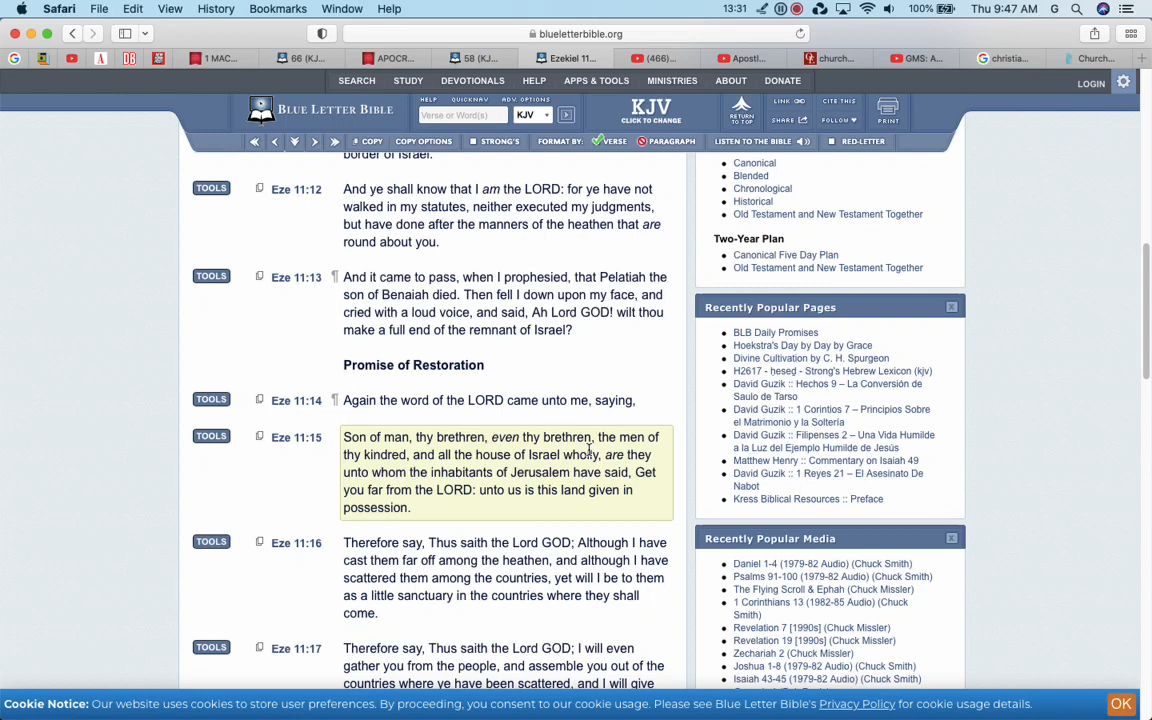 Safari File Edit View History Bookmarks Window Help 13:31 100% Thu 9:47 AM G
blueletterbible.org
1 MAC... 66 (KJ... APOCR... 58 (KJ... Ezekiel 11... (466)... Apostl... church... GMS: A... christia... Church...
SEARCH STUDY DEVOTIONALS HELP APPS & TOOLS MINISTRIES ABOUT DONATE LOGIN
BLUE LETTER BIBLE
HELP QUICKNAV ADV. OPTIONS
Verse or Word(s) KJV
KJV
CLICK TO CHANGE
RETURN TO TOP
LINK CITE THIS
SHARE FOLLOW
PRINT
COPY COPY OPTIONS STRONG'S FORMAT BY: VERSE PARAGRAPH LISTEN TO THE BIBLE RED-LETTER
border of Israel.
TOOLS Eze 11:12 And ye shall know that I am the LORD: for ye have not
walked in my statutes, neither executed my judgments,
but have done after the manners of the heathen that are
round about you.
TOOLS Eze 11:13 ¶ And it came to pass, when I prophesied, that Pelatiah the
son of Benaiah died. Then fell I down upon my face, and
cried with a loud voice, and said, Ah Lord GOD! wilt thou
make a full end of the remnant of Israel?
Promise of Restoration
TOOLS Eze 11:14 ¶ Again the word of the LORD came unto me, saying,
TOOLS Eze 11:15 Son of man, thy brethren, even thy brethren, the men of
thy kindred, and all the house of Israel wholly, are they
unto whom the inhabitants of Jerusalem have said, Get
you far from the LORD: unto us is this land given in
possession.
TOOLS Eze 11:16 Therefore say, Thus saith the Lord GOD; Although I have
cast them far off among the heathen, and although I have
scattered them among the countries, yet will I be to them
as a little sanctuary in the countries where they shall
come.
TOOLS Eze 11:17 Therefore say, Thus saith the Lord GOD; I will even
gather you from the people, and assemble you out of the
countries where ye have been scattered, and I will give
Canonical
Blended
Chronological
Historical
Old Testament and New Testament Together
Two-Year Plan
Canonical Five Day Plan
Old Testament and New Testament Together
Recently Popular Pages x
BLB Daily Promises
Hoekstra's Day by Day by Grace
Divine Cultivation by C. H. Spurgeon
H2617 - ḥeseḏ - Strong's Hebrew Lexicon (kjv)
David Guzik :: Hechos 9 – La Conversión de
Saulo de Tarso
David Guzik :: 1 Corintios 7 – Principios Sobre
el Matrimonio y la Soltería
David Guzik :: Filipenses 2 – Una Vida Humilde
a la Luz del Ejemplo Humilde de Jesús
Matthew Henry :: Commentary on Isaiah 49
David Guzik :: 1 Reyes 21 – El Asesinato De
Nabot
Kress Biblical Resources :: Preface
Recently Popular Media x
Daniel 1-4 (1979-82 Audio) (Chuck Smith)
Psalms 91-100 (1979-82 Audio) (Chuck Smith)
The Flying Scroll & Ephah (Chuck Missler)
1 Corinthians 13 (1982-85 Audio) (Chuck
Smith)
Revelation 7 [1990s] (Chuck Missler)
Revelation 19 [1990s] (Chuck Missler)
Zechariah 2 (Chuck Missler)
Joshua 1-8 (1979-82 Audio) (Chuck Smith)
Isaiah 43-45 (1979-82 Audio) (Chuck Smith)
Cookie Notice: Our website uses cookies to store user preferences. By proceeding, you consent to our cookie usage. Please see Blue Letter Bible's Privacy Policy for cookie usage details. OK